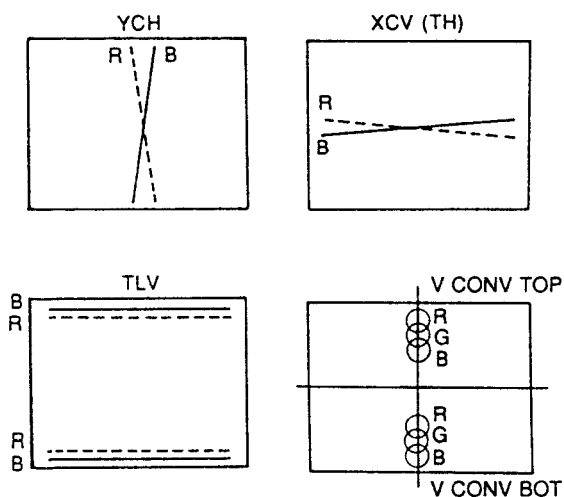 YCH
R B
XCV (TH)
R
B
TLV
B
R
R
B
V CONV TOP
R
G
B
R
G
B
V CONV BOT